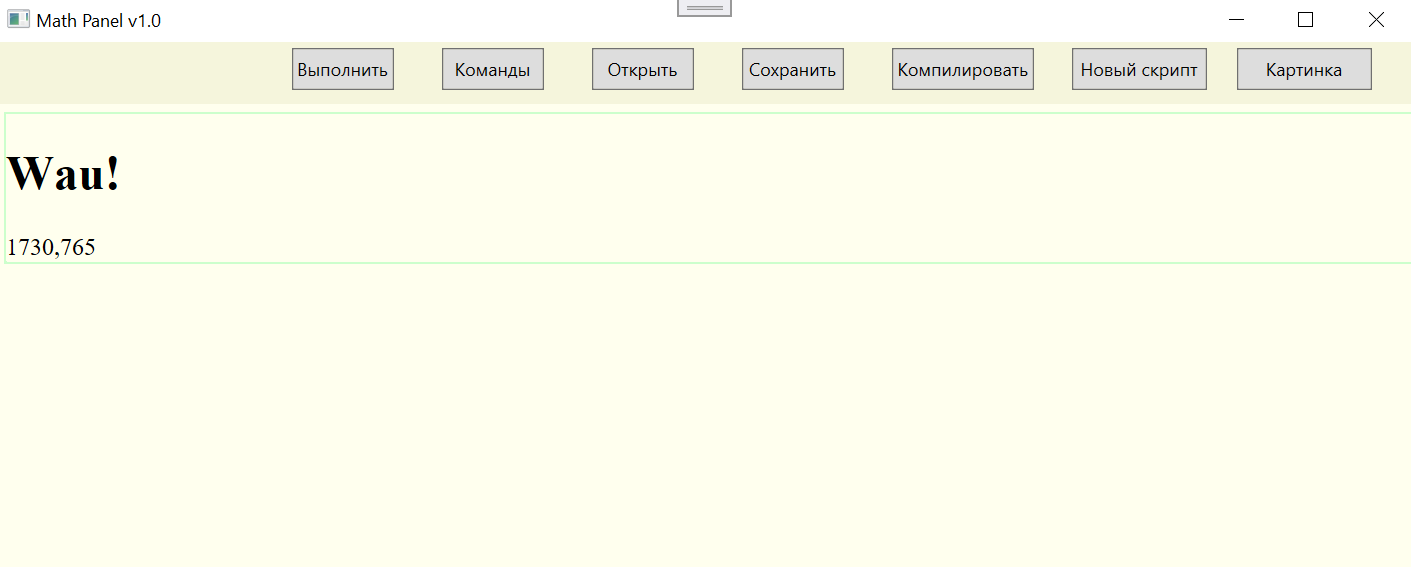 Math Panel v1.0
Выполнить Команды Открыть Сохранить Компилировать Новый скрипт Картинка
Wau!
1730,765